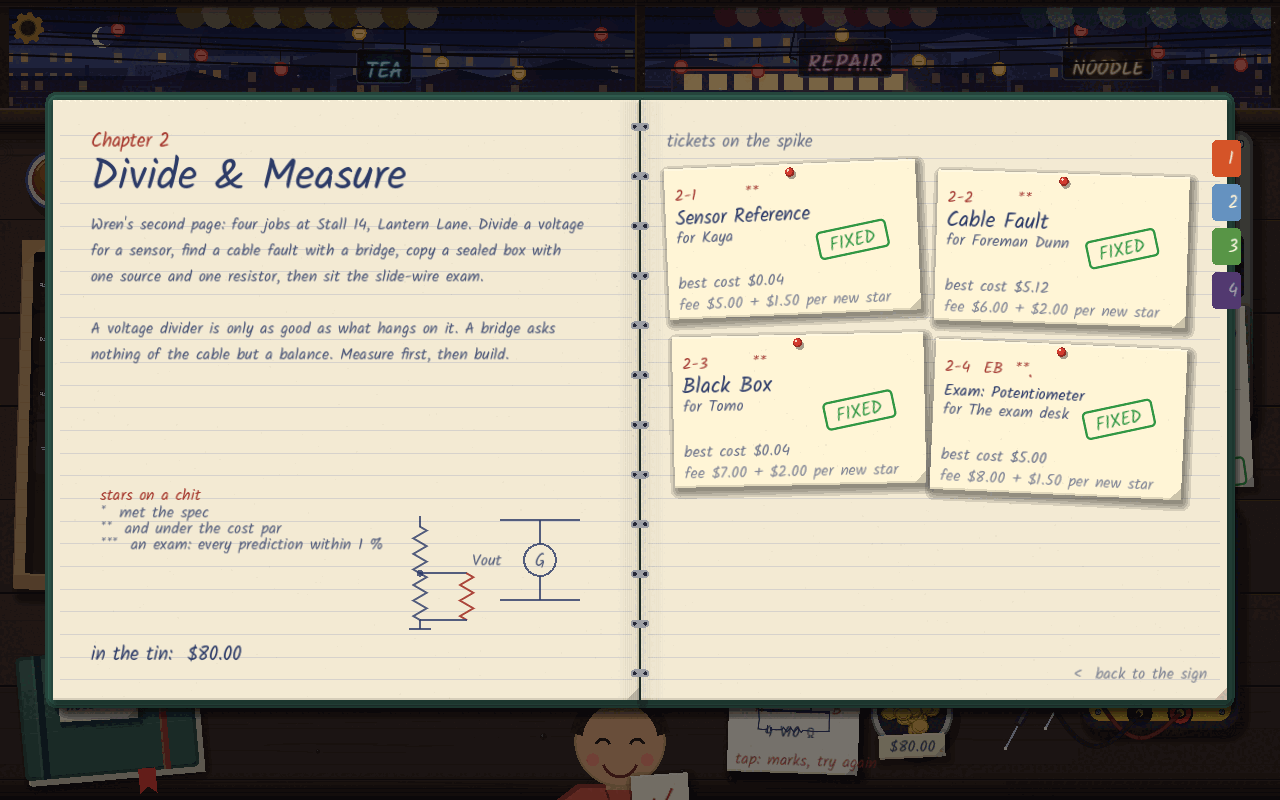 TEA
REPAIR
NOODLE
Chapter 2
Divide & Measure
Wren's second page: four jobs at Stall 14, Lantern Lane. Divide a voltage
for a sensor, find a cable fault with a bridge, copy a sealed box with
one source and one resistor, then sit the slide-wire exam.
A voltage divider is only as good as what hangs on it. A bridge asks
nothing of the cable but a balance. Measure first, then build.
stars on a chit
* met the spec
** and under the cost par
*** an exam: every prediction within 1 %
Vout
G
in the tin: $80.00
tickets on the spike
2-1 **
Sensor Reference
for Kaya
FIXED
best cost $0.04
fee $5.00 + $1.50 per new star
2-2 **
Cable Fault
for Foreman Dunn
FIXED
best cost $5.12
fee $6.00 + $2.00 per new star
2-3 **
Black Box
for Tomo
FIXED
best cost $0.04
fee $7.00 + $2.00 per new star
2-4 EB **.
Exam: Potentiometer
for The exam desk
FIXED
best cost $5.00
fee $8.00 + $1.50 per new star
1
2
3
4
< back to the sign
tap: marks, try again
$80.00